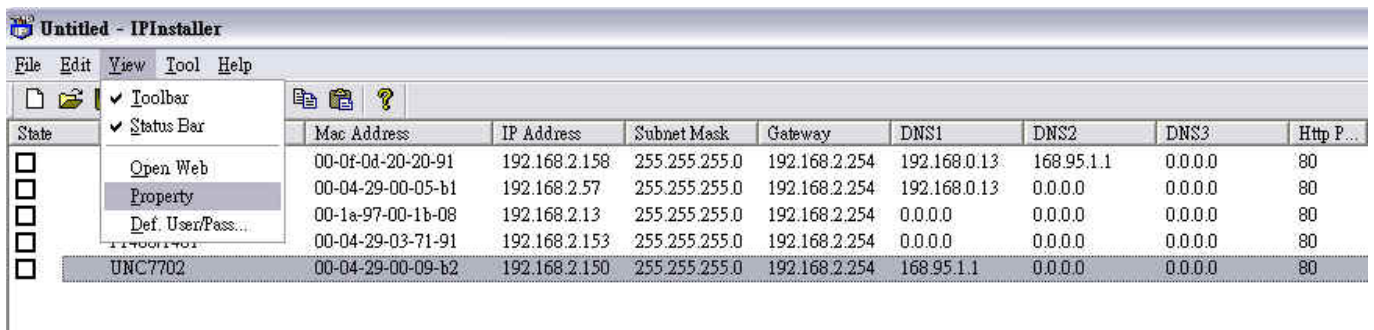 Untitled - IPInstaller
File Edit View Tool Help
Toolbar
Status Bar
Open Web
Property
Def. User/Pass...
State Mac Address IP Address Subnet Mask Gateway DNS1 DNS2 DNS3 Http P...
00-0f-0d-20-20-91 192.168.2.158 255.255.255.0 192.168.2.254 192.168.0.13 168.95.1.1 0.0.0.0 80
00-04-29-00-05-b1 192.168.2.57 255.255.255.0 192.168.2.254 192.168.0.13 0.0.0.0 0.0.0.0 80
00-1a-97-00-1b-08 192.168.2.13 255.255.255.0 192.168.2.254 0.0.0.0 0.0.0.0 0.0.0.0 80
00-04-29-03-71-91 192.168.2.153 255.255.255.0 192.168.2.254 0.0.0.0 0.0.0.0 0.0.0.0 80
UNC7702 00-04-29-00-09-b2 192.168.2.150 255.255.255.0 192.168.2.254 168.95.1.1 0.0.0.0 0.0.0.0 80